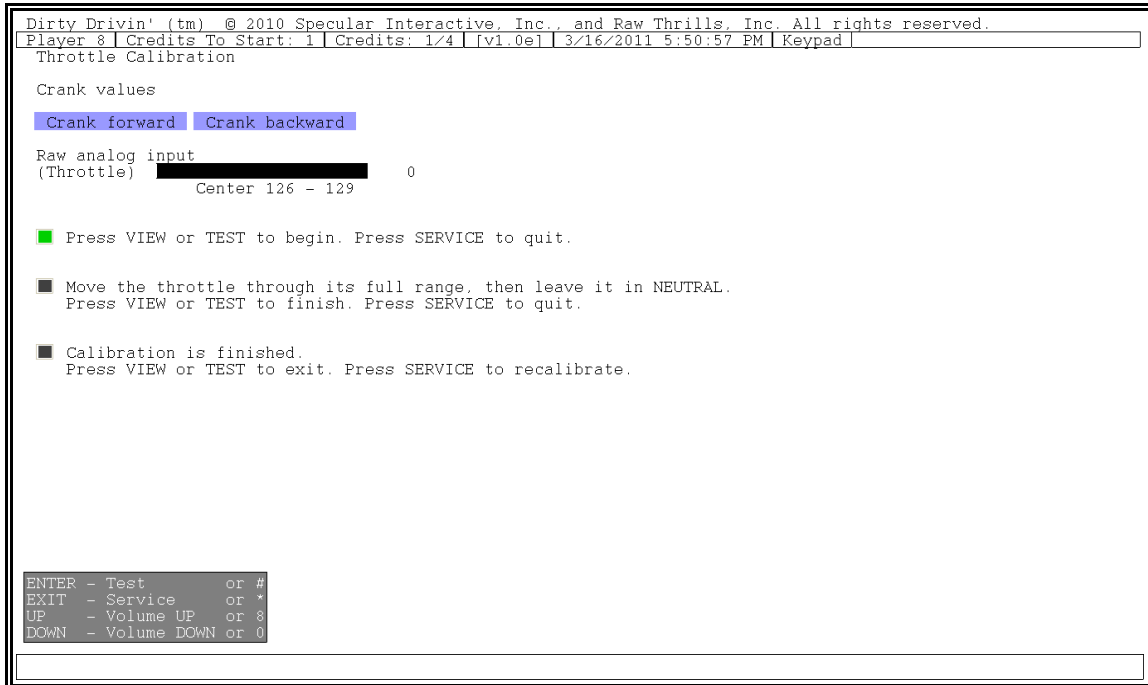 Dirty Drivin' (tm) © 2010 Specular Interactive, Inc., and Raw Thrills, Inc. All rights reserved.
Player 8 | Credits To Start: 1 | Credits: 1/4 | [v1.0e] | 3/16/2011 5:50:57 PM | Keypad
Throttle Calibration
Crank values
Crank forward Crank backward
Raw analog input
(Throttle) 0
Center 126 - 129
Press VIEW or TEST to begin. Press SERVICE to quit.
Move the throttle through its full range, then leave it in NEUTRAL.
Press VIEW or TEST to finish. Press SERVICE to quit.
Calibration is finished.
Press VIEW or TEST to exit. Press SERVICE to recalibrate.
ENTER - Test or #
EXIT - Service or *
UP - Volume UP or 8
DOWN - Volume DOWN or 0